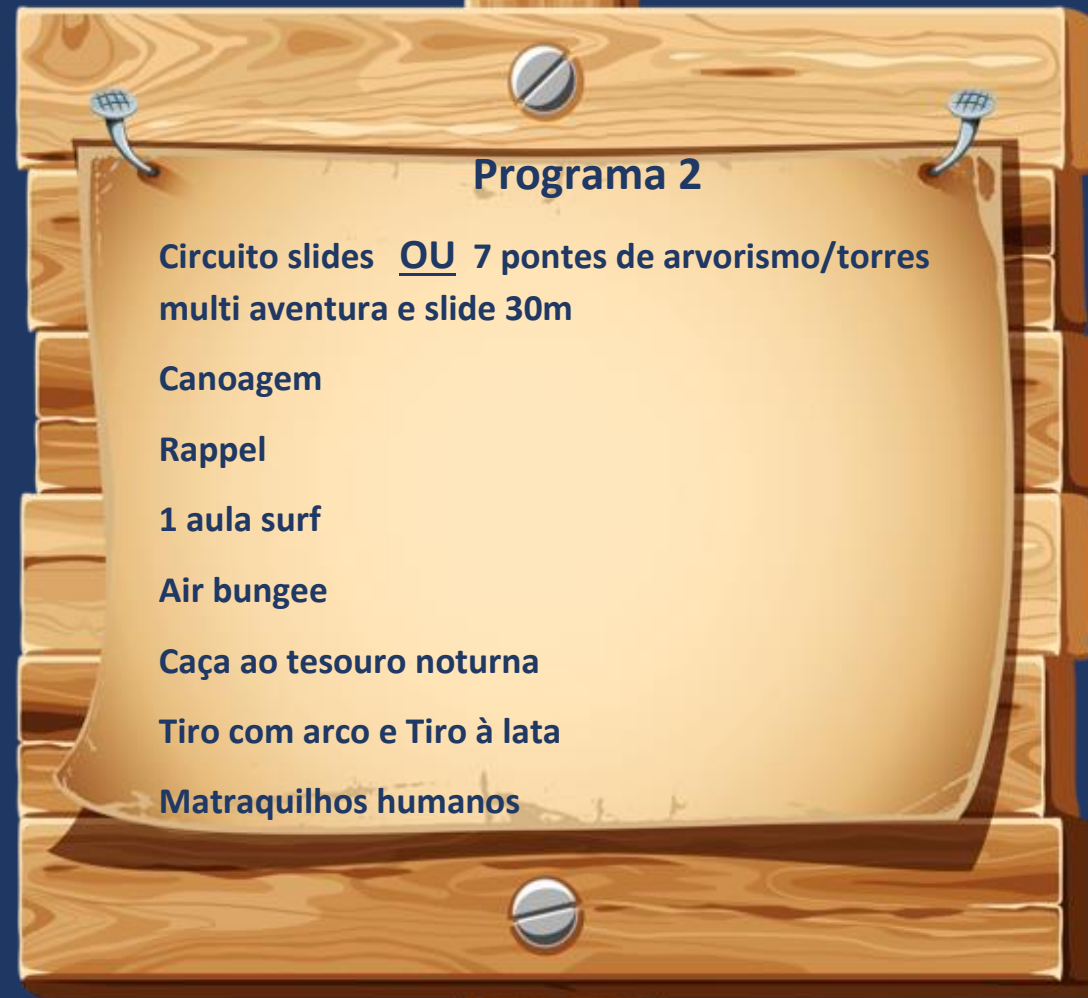 Programa 2
Circuito slides OU 7 pontes de arvorismo/torres
multi aventura e slide 30m
Canoagem
Rappel
1 aula surf
Air bungee
Caça ao tesouro noturna
Tiro com arco e Tiro à lata
Matraquilhos humanos